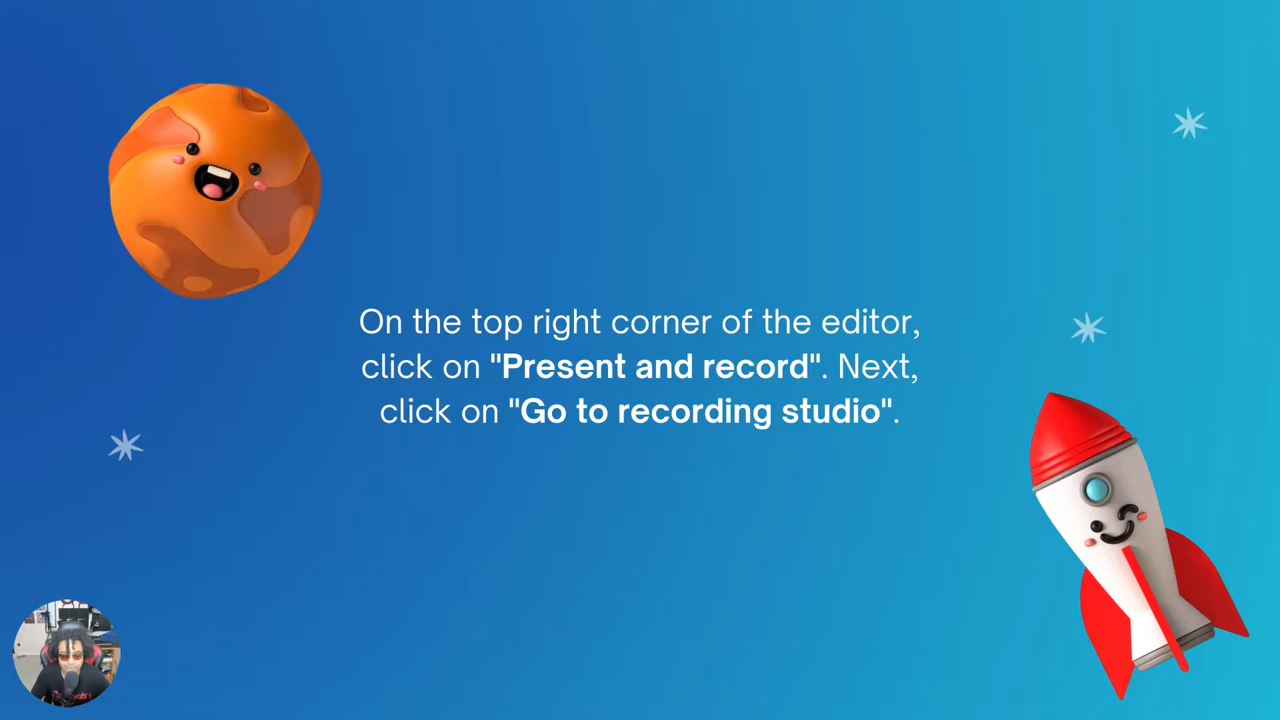 On the top right corner of the editor,
click on "Present and record". Next,
click on "Go to recording studio".